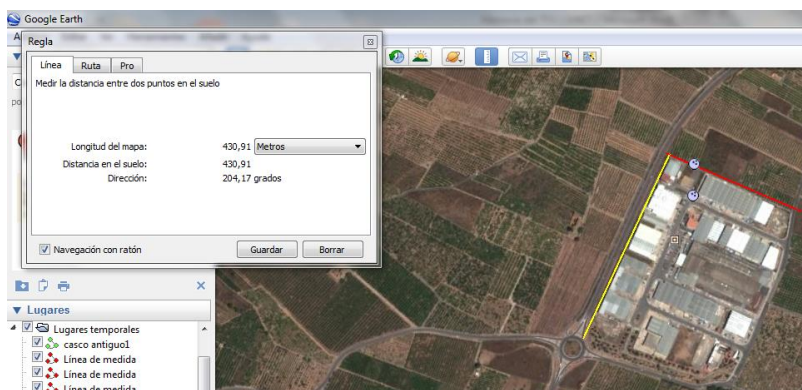 Google Earth
Regla
Línea Ruta Pro
Medir la distancia entre dos puntos en el suelo
Longitud del mapa: 430,91 Metros
Distancia en el suelo: 430,91
Dirección: 204,17 grados
Navegación con ratón Guardar Borrar
Lugares
Lugares temporales
casco antiguo1
Línea de medida
Línea de medida
Línea de medida